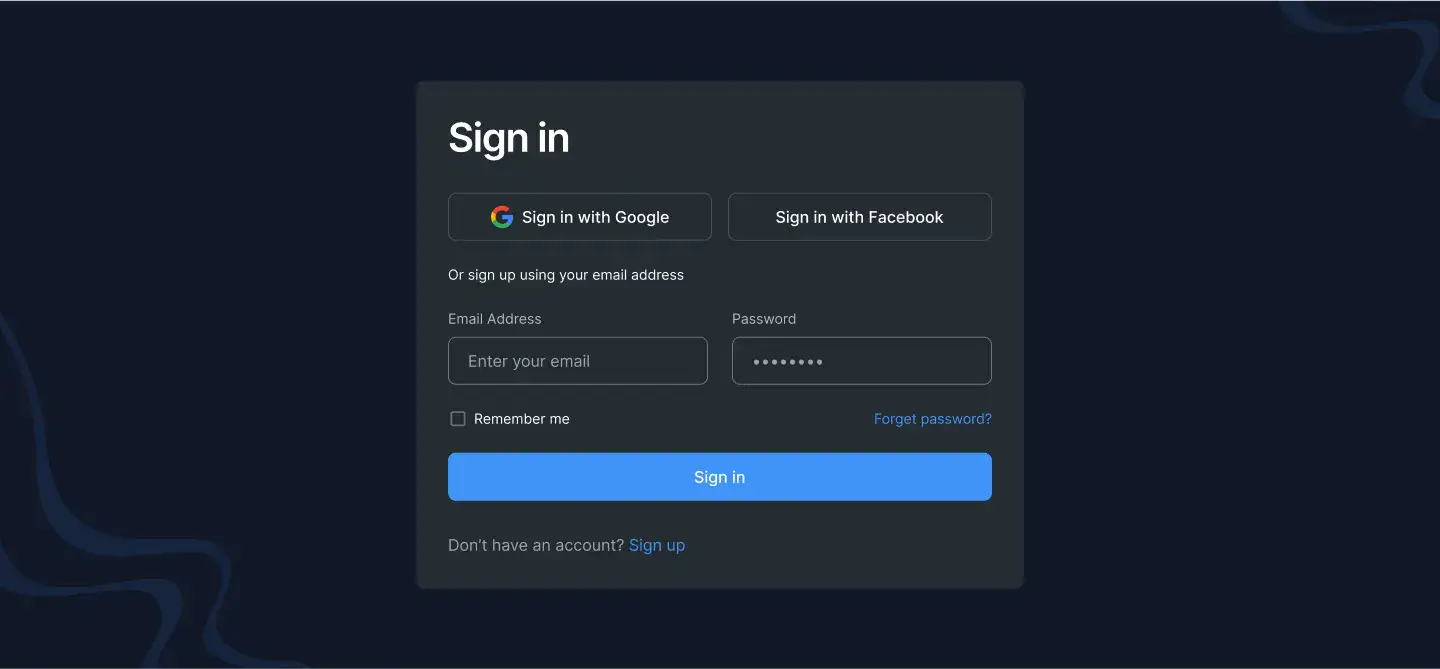 Sign in
Sign in with Google
Sign in with Facebook
Or sign up using your email address
Email Address
Password
Enter your email
••••••••
Remember me
Forget password?
Sign in
Don't have an account? Sign up